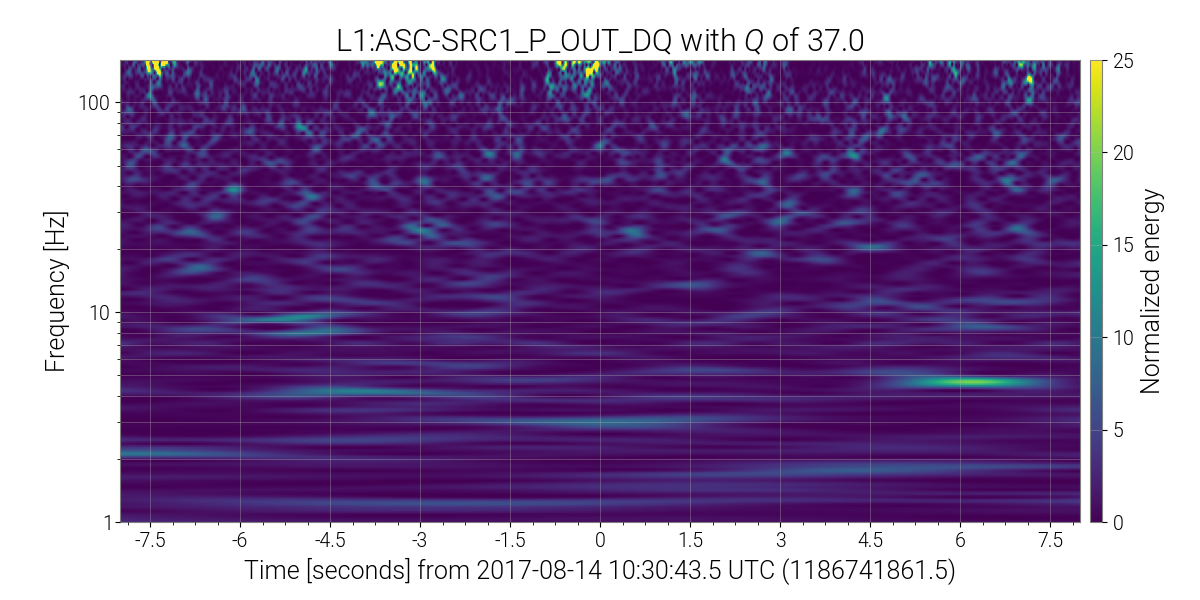 L1:ASC-SRC1_P_OUT_DQ with Q of 37.0
Frequency [Hz]
100
10
1
-7.5 -6 -4.5 -3 -1.5 0 1.5 3 4.5 6 7.5
Time [seconds] from 2017-08-14 10:30:43.5 UTC (1186741861.5)
25
20
15
10
5
0
Normalized energy